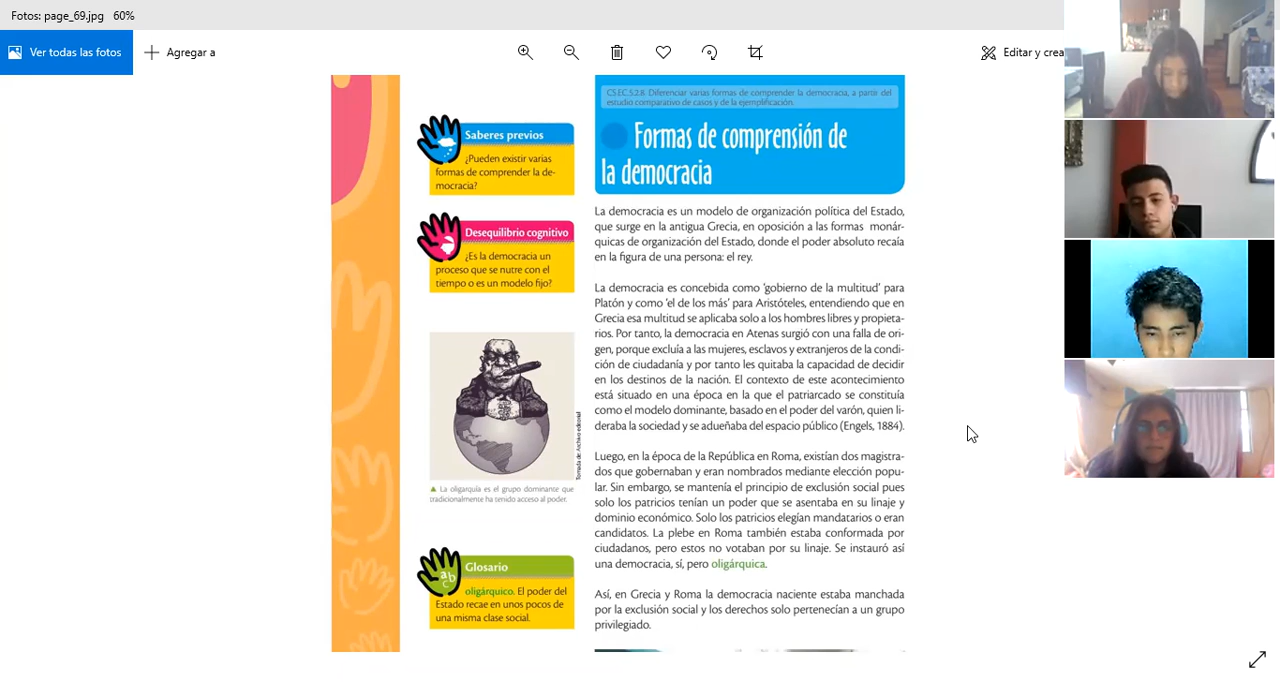 Fotos: page_69.jpg 60%
Ver todas las fotos
Agregar a
Editar y crea
Saberes previos
¿Pueden existir varias
formas de comprender la de-
mocracia?
Desequilibrio cognitivo
¿Es la democracia un
proceso que se nutre con el
tiempo o es un modelo fijo?
Tomada de: Archivo editorial
▲ La oligarquía es el grupo dominante que
tradicionalmente ha tenido acceso al poder.
abc
Glosario
oligárquico. El poder del
Estado recae en unos pocos de
una misma clase social.
CS.EC.5.2.8. Diferenciar varias formas de comprender la democracia, a partir del
estudio comparativo de casos y de la ejemplificación.
Formas de comprensión de
la democracia
La democracia es un modelo de organización política del Estado,
que surge en la antigua Grecia, en oposición a las formas monár-
quicas de organización del Estado, donde el poder absoluto recaía
en la figura de una persona: el rey.
La democracia es concebida como 'gobierno de la multitud' para
Platón y como 'el de los más' para Aristóteles, entendiendo que en
Grecia esa multitud se aplicaba solo a los hombres libres y propieta-
rios. Por tanto, la democracia en Atenas surgió con una falla de ori-
gen, porque excluía a las mujeres, esclavos y extranjeros de la condi-
ción de ciudadanía y por tanto les quitaba la capacidad de decidir
en los destinos de la nación. El contexto de este acontecimiento
está situado en una época en la que el patriarcado se constituía
como el modelo dominante, basado en el poder del varón, quien li-
deraba la sociedad y se adueñaba del espacio público (Engels, 1884).
Luego, en la época de la República en Roma, existían dos magistra-
dos que gobernaban y eran nombrados mediante elección popu-
lar. Sin embargo, se mantenía el principio de exclusión social pues
solo los patricios tenían un poder que se asentaba en su linaje y
dominio económico. Solo los patricios elegían mandatarios o eran
candidatos. La plebe en Roma también estaba conformada por
ciudadanos, pero estos no votaban por su linaje. Se instauró así
una democracia, sí, pero oligárquica.
Así, en Grecia y Roma la democracia naciente estaba manchada
por la exclusión social y los derechos solo pertenecían a un grupo
privilegiado.